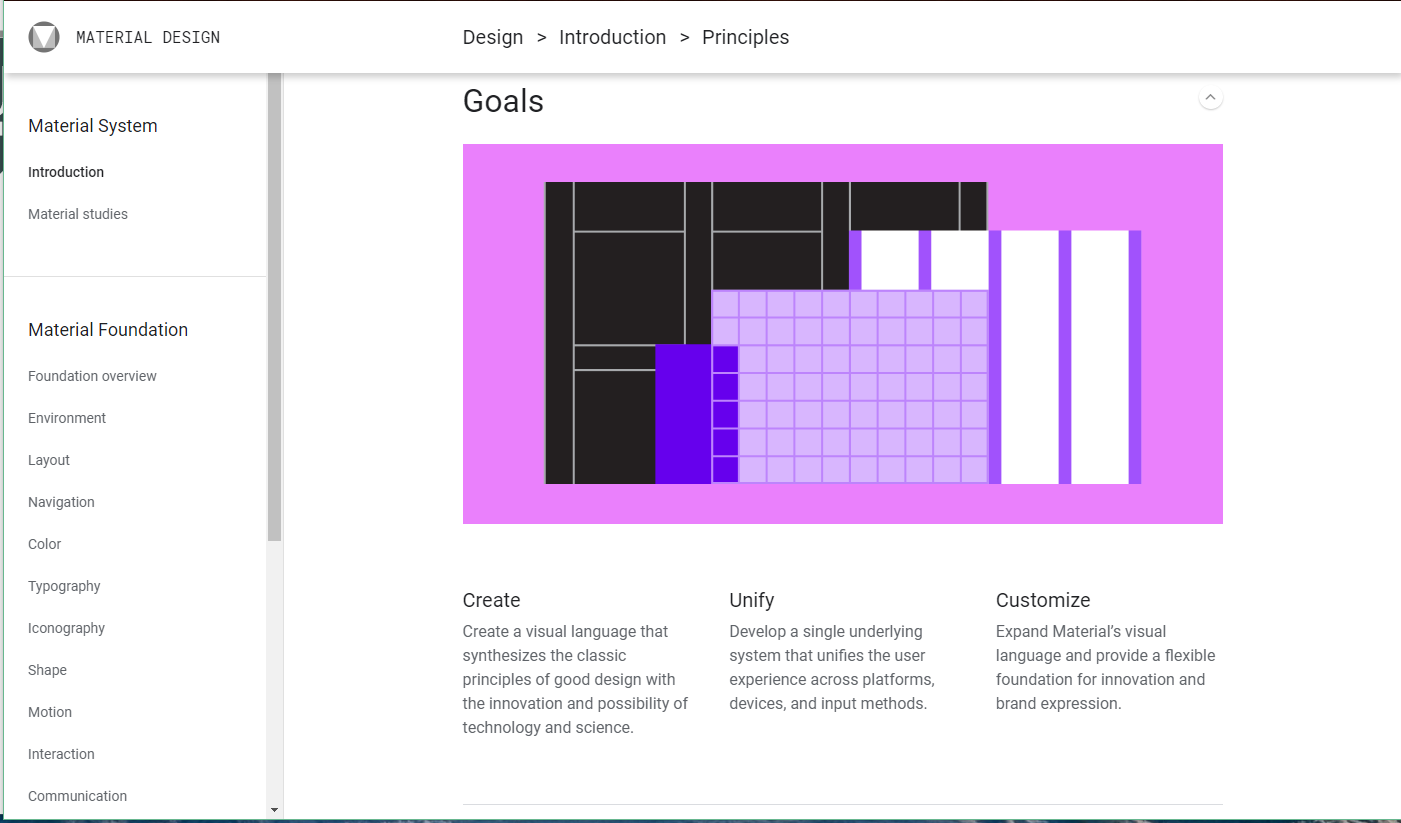 MATERIAL DESIGN
Design > Introduction > Principles
Material System
Introduction
Material studies
Material Foundation
Foundation overview
Environment
Layout
Navigation
Color
Typography
Iconography
Shape
Motion
Interaction
Communication
Goals
Create
Create a visual language that
synthesizes the classic
principles of good design with
the innovation and possibility of
technology and science.
Unify
Develop a single underlying
system that unifies the user
experience across platforms,
devices, and input methods.
Customize
Expand Material’s visual
language and provide a flexible
foundation for innovation and
brand expression.